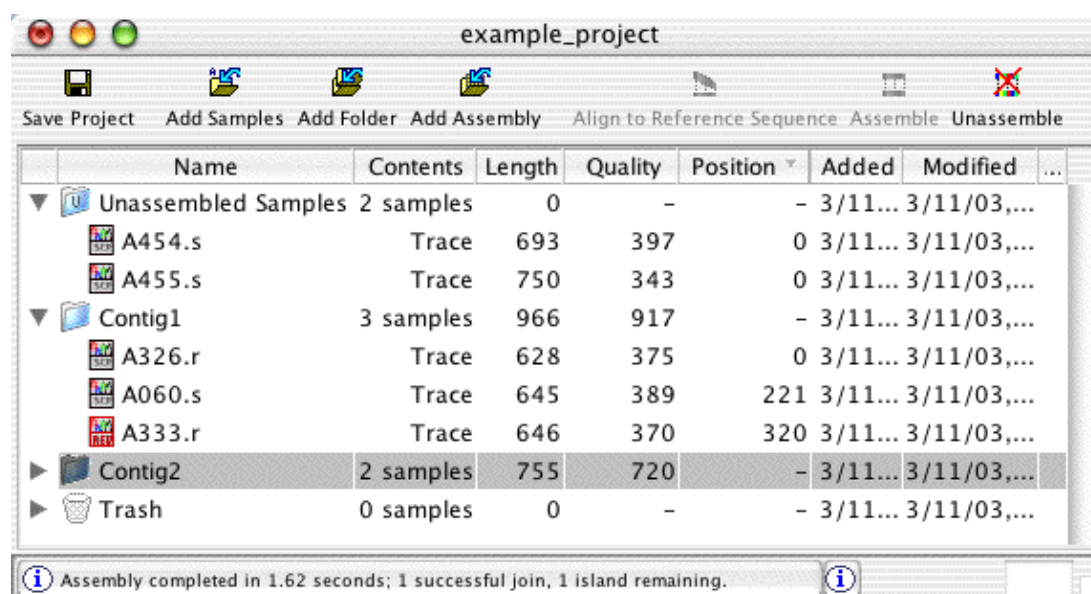 example_project
Save Project Add Samples Add Folder Add Assembly Align to Reference Sequence Assemble Unassemble
Name Contents Length Quality Position Added Modified ...
Unassembled Samples 2 samples 0 – – 3/11... 3/11/03,...
A454.s Trace 693 397 0 3/11... 3/11/03,...
A455.s Trace 750 343 0 3/11... 3/11/03,...
Contig1 3 samples 966 917 – 3/11... 3/11/03,...
A326.r Trace 628 375 0 3/11... 3/11/03,...
A060.s Trace 645 389 221 3/11... 3/11/03,...
A333.r Trace 646 370 320 3/11... 3/11/03,...
Contig2 2 samples 755 720 – 3/11... 3/11/03,...
Trash 0 samples 0 – – 3/11... 3/11/03,...
Assembly completed in 1.62 seconds; 1 successful join, 1 island remaining.